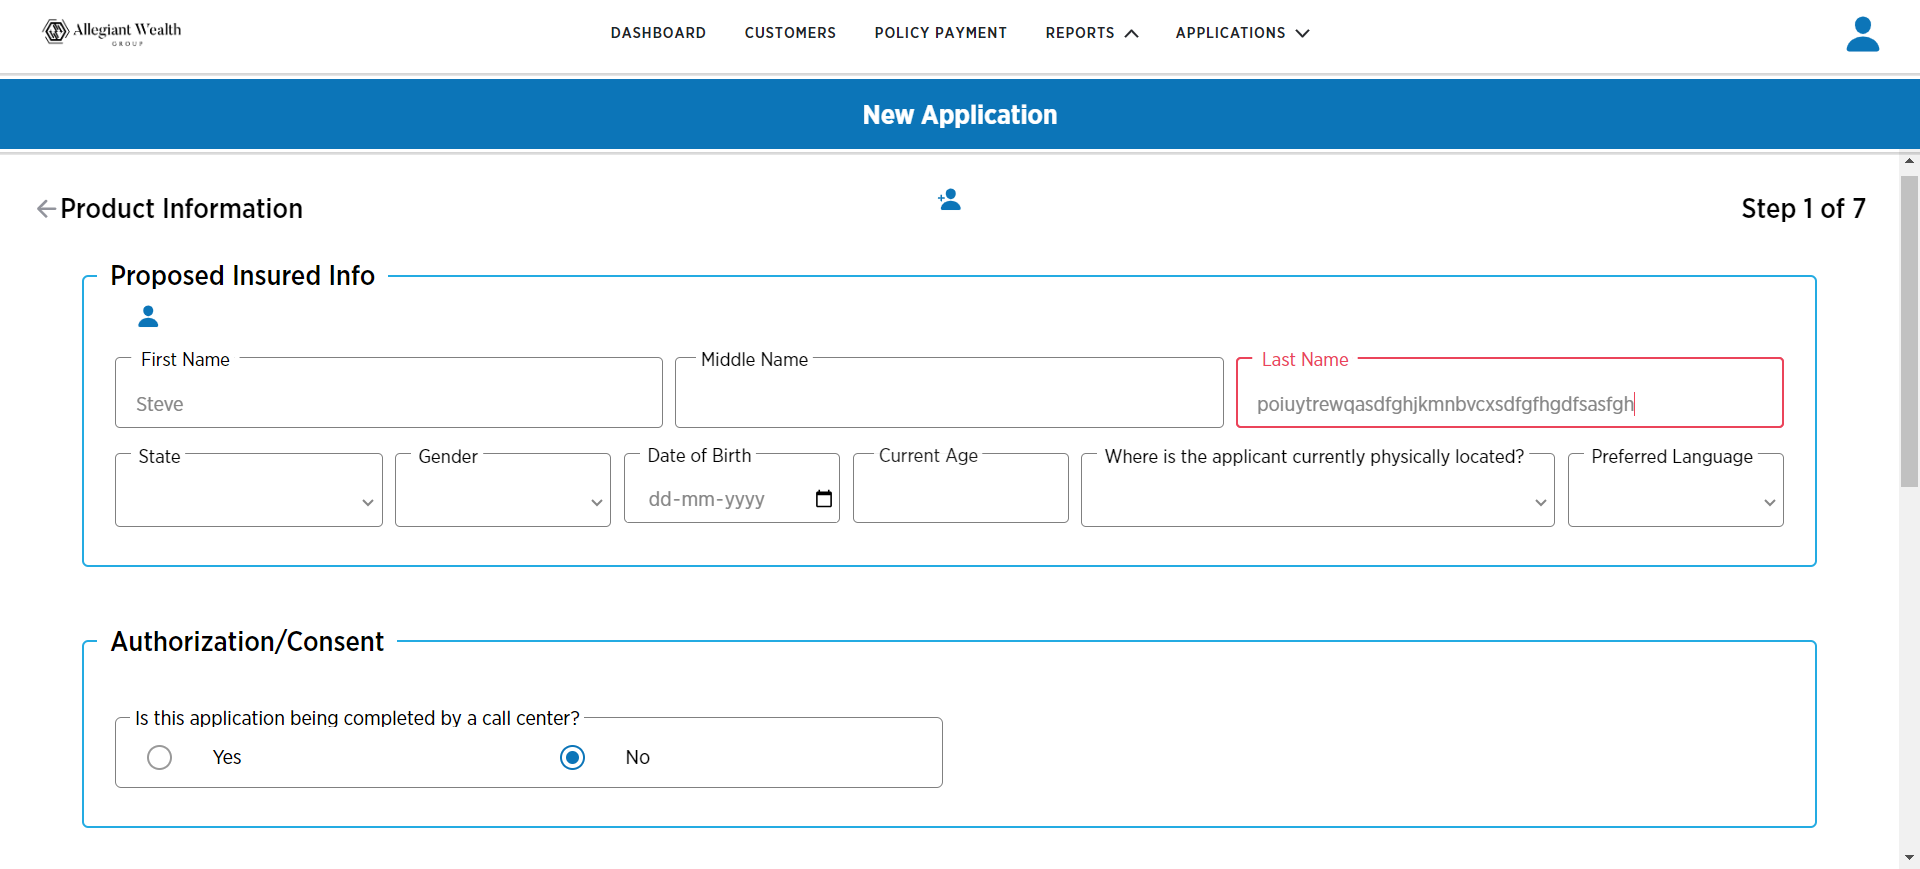 Allegiant Wealth
GROUP
DASHBOARD CUSTOMERS POLICY PAYMENT REPORTS APPLICATIONS
New Application
Product Information
Step 1 of 7
Proposed Insured Info
First Name Middle Name Last Name
Steve poiuytrewqasdfghjkmnbvcxsdfgfhgdfsasfgh
State Gender Date of Birth Current Age Where is the applicant currently physically located? Preferred Language
dd-mm-yyyy
Authorization/Consent
Is this application being completed by a call center?
Yes No